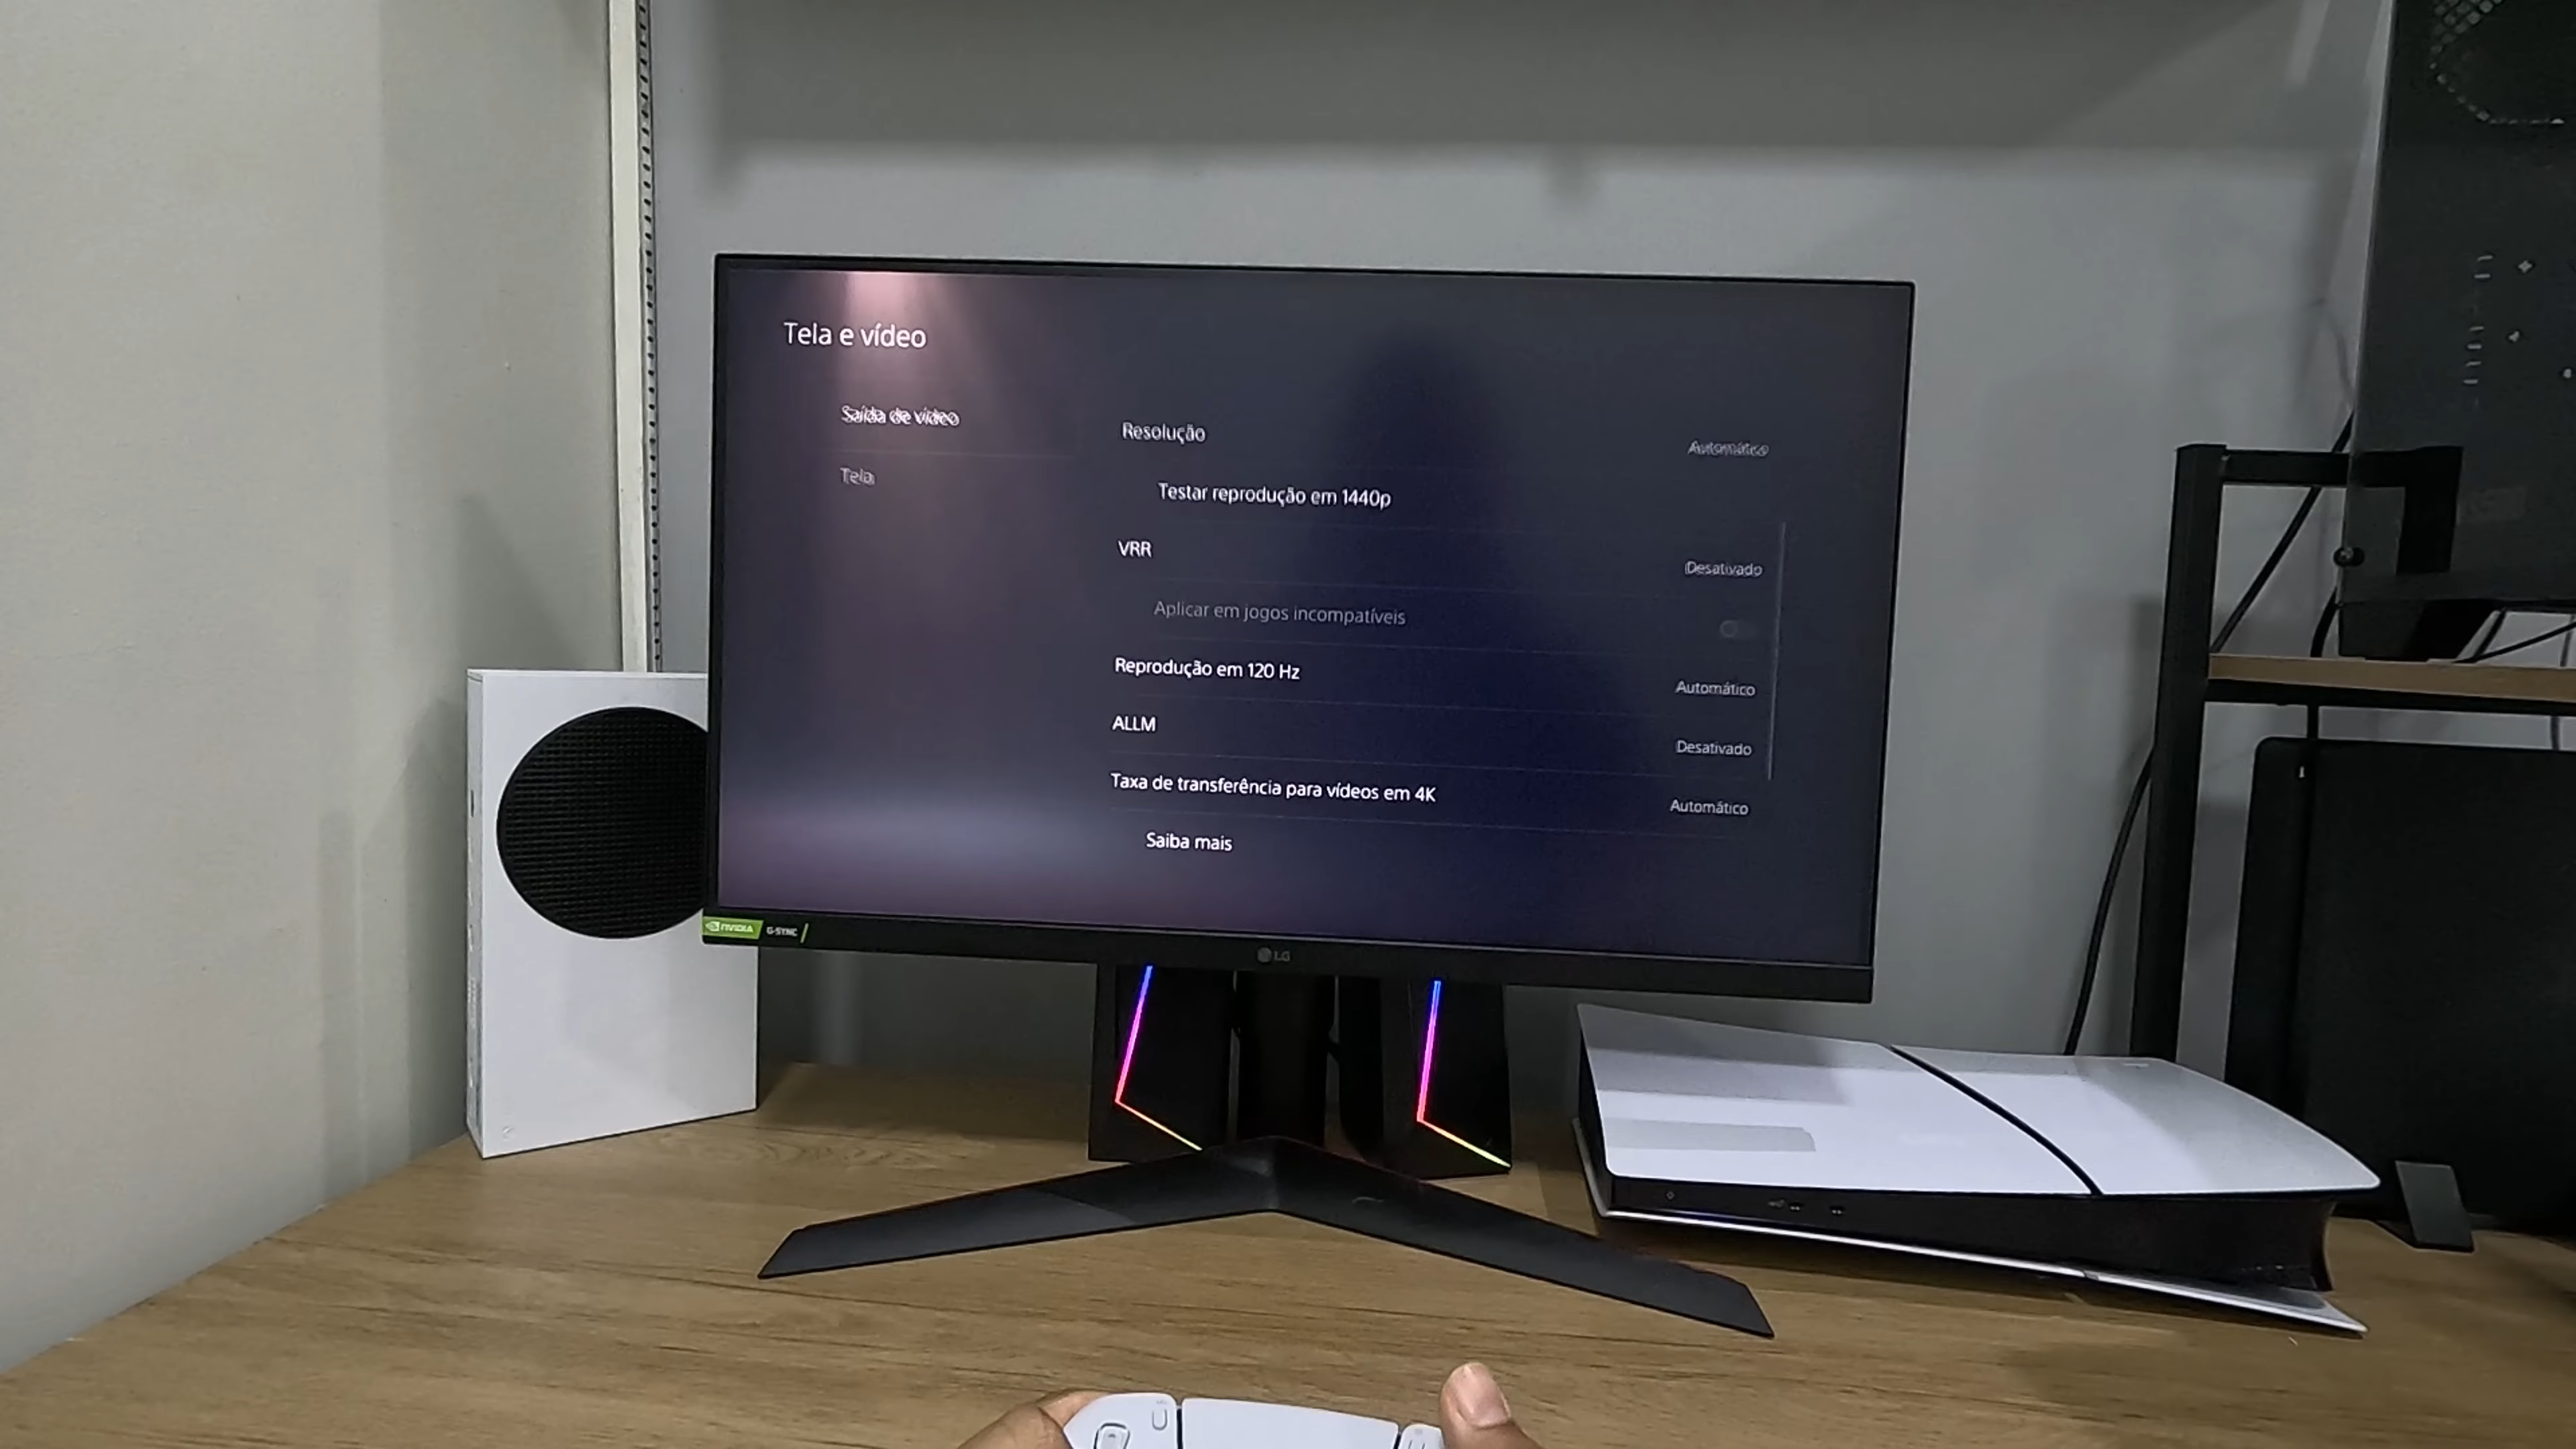 Tela e vídeo
Saída de vídeo
Tela
Resolução
Automático
Testar reprodução em 1440p
VRR
Desativado
Aplicar em jogos incompatíveis
Reprodução em 120 Hz
Automático
ALLM
Desativado
Taxa de transferência para vídeos em 4K
Automático
Saiba mais
NVIDIA G-SYNC
LG